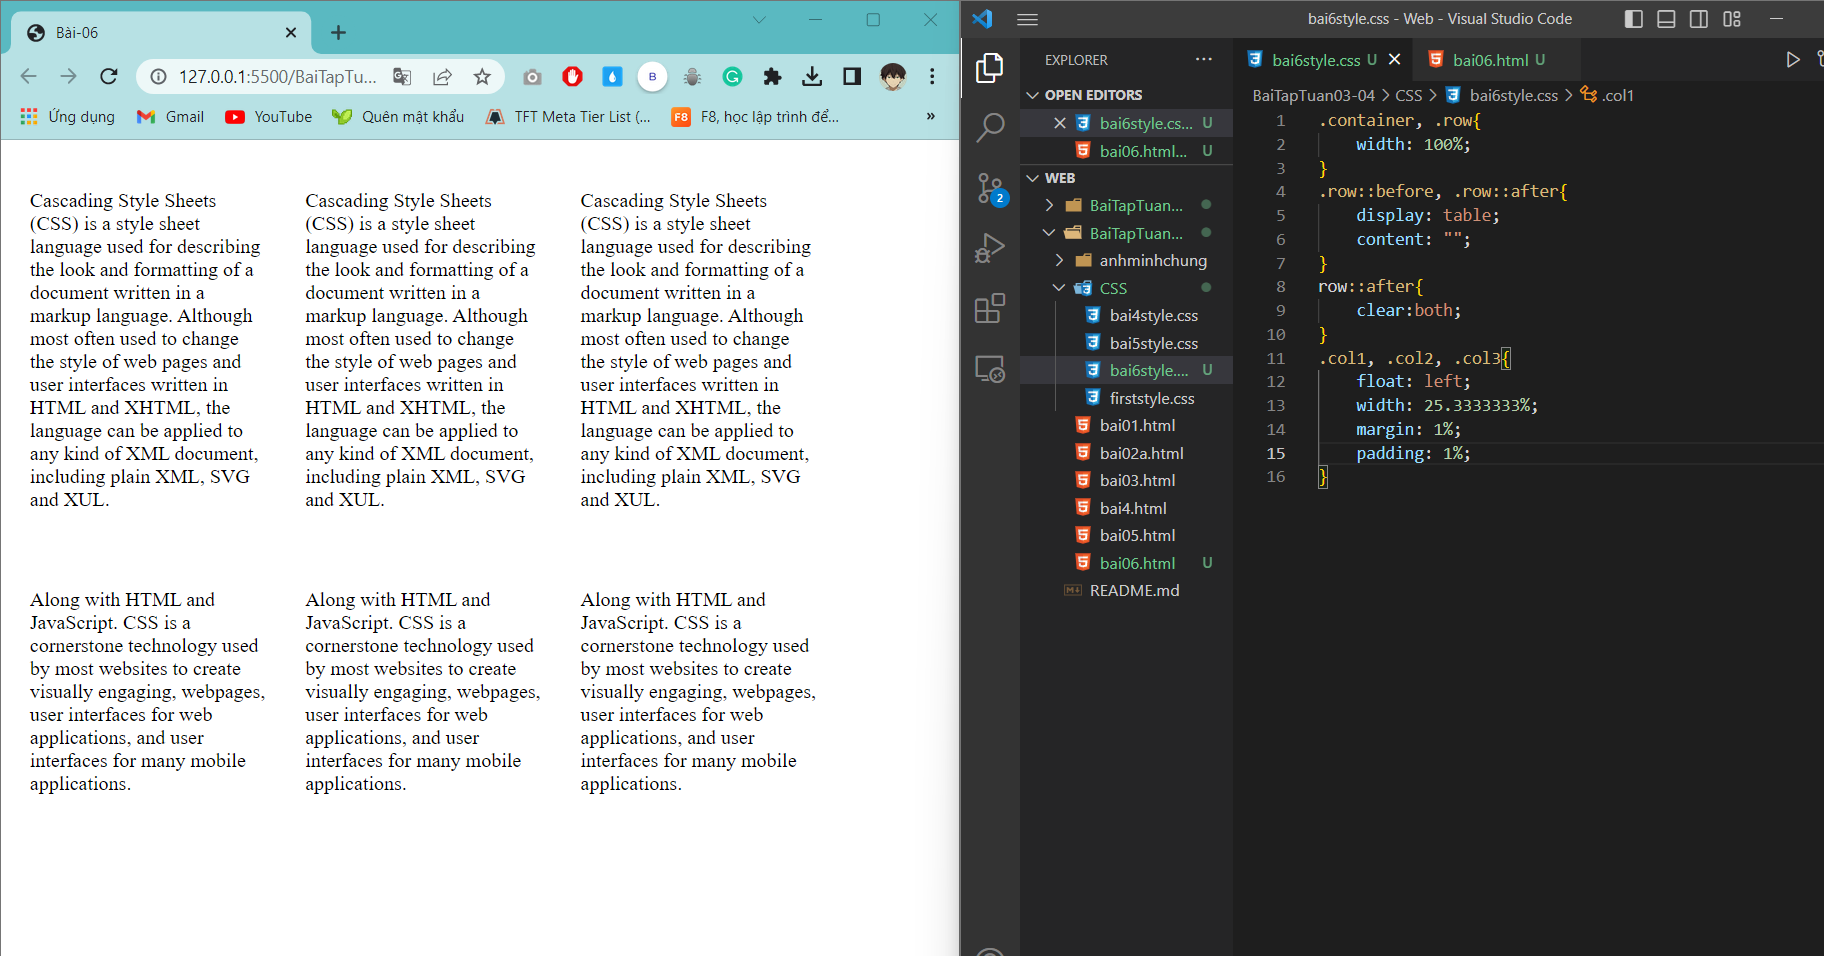 Bài-06
127.0.0.1:5500/BaiTapTu...
B
Ứng dụng
Gmail
YouTube
Quên mật khẩu
TFT Meta Tier List (...
F8
F8, học lập trình để...
»
Cascading Style Sheets
(CSS) is a style sheet
language used for describing
the look and formatting of a
document written in a
markup language. Although
most often used to change
the style of web pages and
user interfaces written in
HTML and XHTML, the
language can be applied to
any kind of XML document,
including plain XML, SVG
and XUL.
Cascading Style Sheets
(CSS) is a style sheet
language used for describing
the look and formatting of a
document written in a
markup language. Although
most often used to change
the style of web pages and
user interfaces written in
HTML and XHTML, the
language can be applied to
any kind of XML document,
including plain XML, SVG
and XUL.
Cascading Style Sheets
(CSS) is a style sheet
language used for describing
the look and formatting of a
document written in a
markup language. Although
most often used to change
the style of web pages and
user interfaces written in
HTML and XHTML, the
language can be applied to
any kind of XML document,
including plain XML, SVG
and XUL.
Along with HTML and
JavaScript. CSS is a
cornerstone technology used
by most websites to create
visually engaging, webpages,
user interfaces for web
applications, and user
interfaces for many mobile
applications.
Along with HTML and
JavaScript. CSS is a
cornerstone technology used
by most websites to create
visually engaging, webpages,
user interfaces for web
applications, and user
interfaces for many mobile
applications.
Along with HTML and
JavaScript. CSS is a
cornerstone technology used
by most websites to create
visually engaging, webpages,
user interfaces for web
applications, and user
interfaces for many mobile
applications.
bai6style.css - Web - Visual Studio Code
2
EXPLORER
OPEN EDITORS
bai6style.cs... U
bai06.html... U
WEB
BaiTapTuan...
BaiTapTuan...
anhminhchung
CSS
bai4style.css
bai5style.css
bai6style.... U
firststyle.css
bai01.html
bai02a.html
bai03.html
bai4.html
bai05.html
bai06.html U
README.md
bai6style.css U
bai06.html U
BaiTapTuan03-04 > CSS > bai6style.css > .col1
1 .container, .row{
2 width: 100%;
3 }
4 .row::before, .row::after{
5 display: table;
6 content: "";
7 }
8 row::after{
9 clear:both;
10 }
11 .col1, .col2, .col3{
12 float: left;
13 width: 25.3333333%;
14 margin: 1%;
15 padding: 1%;
16 }